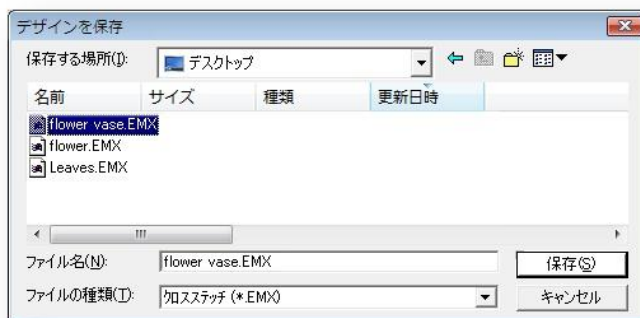 デザインを保存
保存する場所(I): デスクトップ
名前 サイズ 種類 更新日時
flower vase.EMX
flower.EMX
Leaves.EMX
ファイル名(N): flower vase.EMX 保存(S)
ファイルの種類(T): クロスステッチ (*.EMX) キャンセル